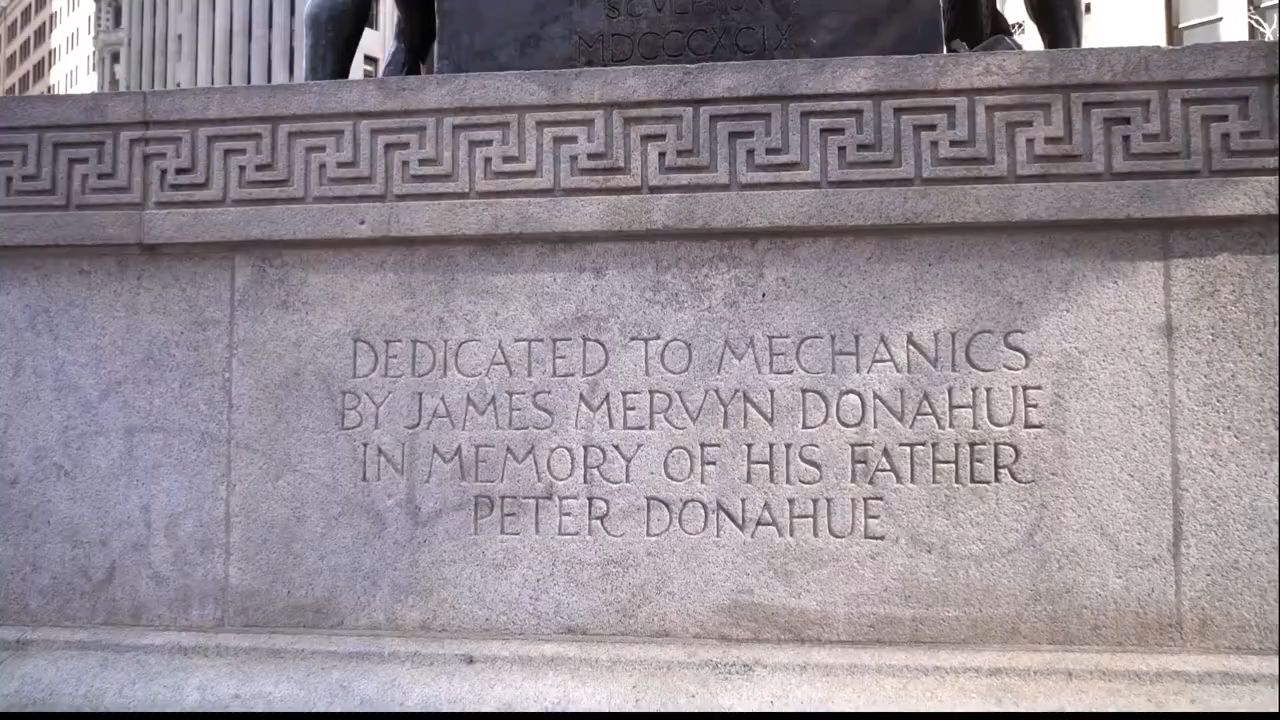 MDCCCXCIX
DEDICATED TO MECHANICS
BY JAMES MERVYN DONAHUE
IN MEMORY OF HIS FATHER
PETER DONAHUE